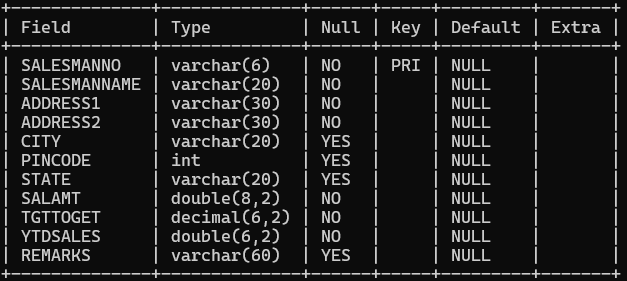 +--------------+--------------+------+-----+---------+-------+
| Field        | Type         | Null | Key | Default | Extra |
+--------------+--------------+------+-----+---------+-------+
| SALESMANNO   | varchar(6)   | NO   | PRI | NULL    |       |
| SALESMANNAME | varchar(20)  | NO   |     | NULL    |       |
| ADDRESS1     | varchar(30)  | NO   |     | NULL    |       |
| ADDRESS2     | varchar(30)  | NO   |     | NULL    |       |
| CITY         | varchar(20)  | YES  |     | NULL    |       |
| PINCODE      | int          | YES  |     | NULL    |       |
| STATE        | varchar(20)  | YES  |     | NULL    |       |
| SALAMT       | double(8,2)  | NO   |     | NULL    |       |
| TGTTOGET     | decimal(6,2) | NO   |     | NULL    |       |
| YTDSALES     | double(6,2)  | NO   |     | NULL    |       |
| REMARKS      | varchar(60)  | YES  |     | NULL    |       |
+--------------+--------------+------+-----+---------+-------+